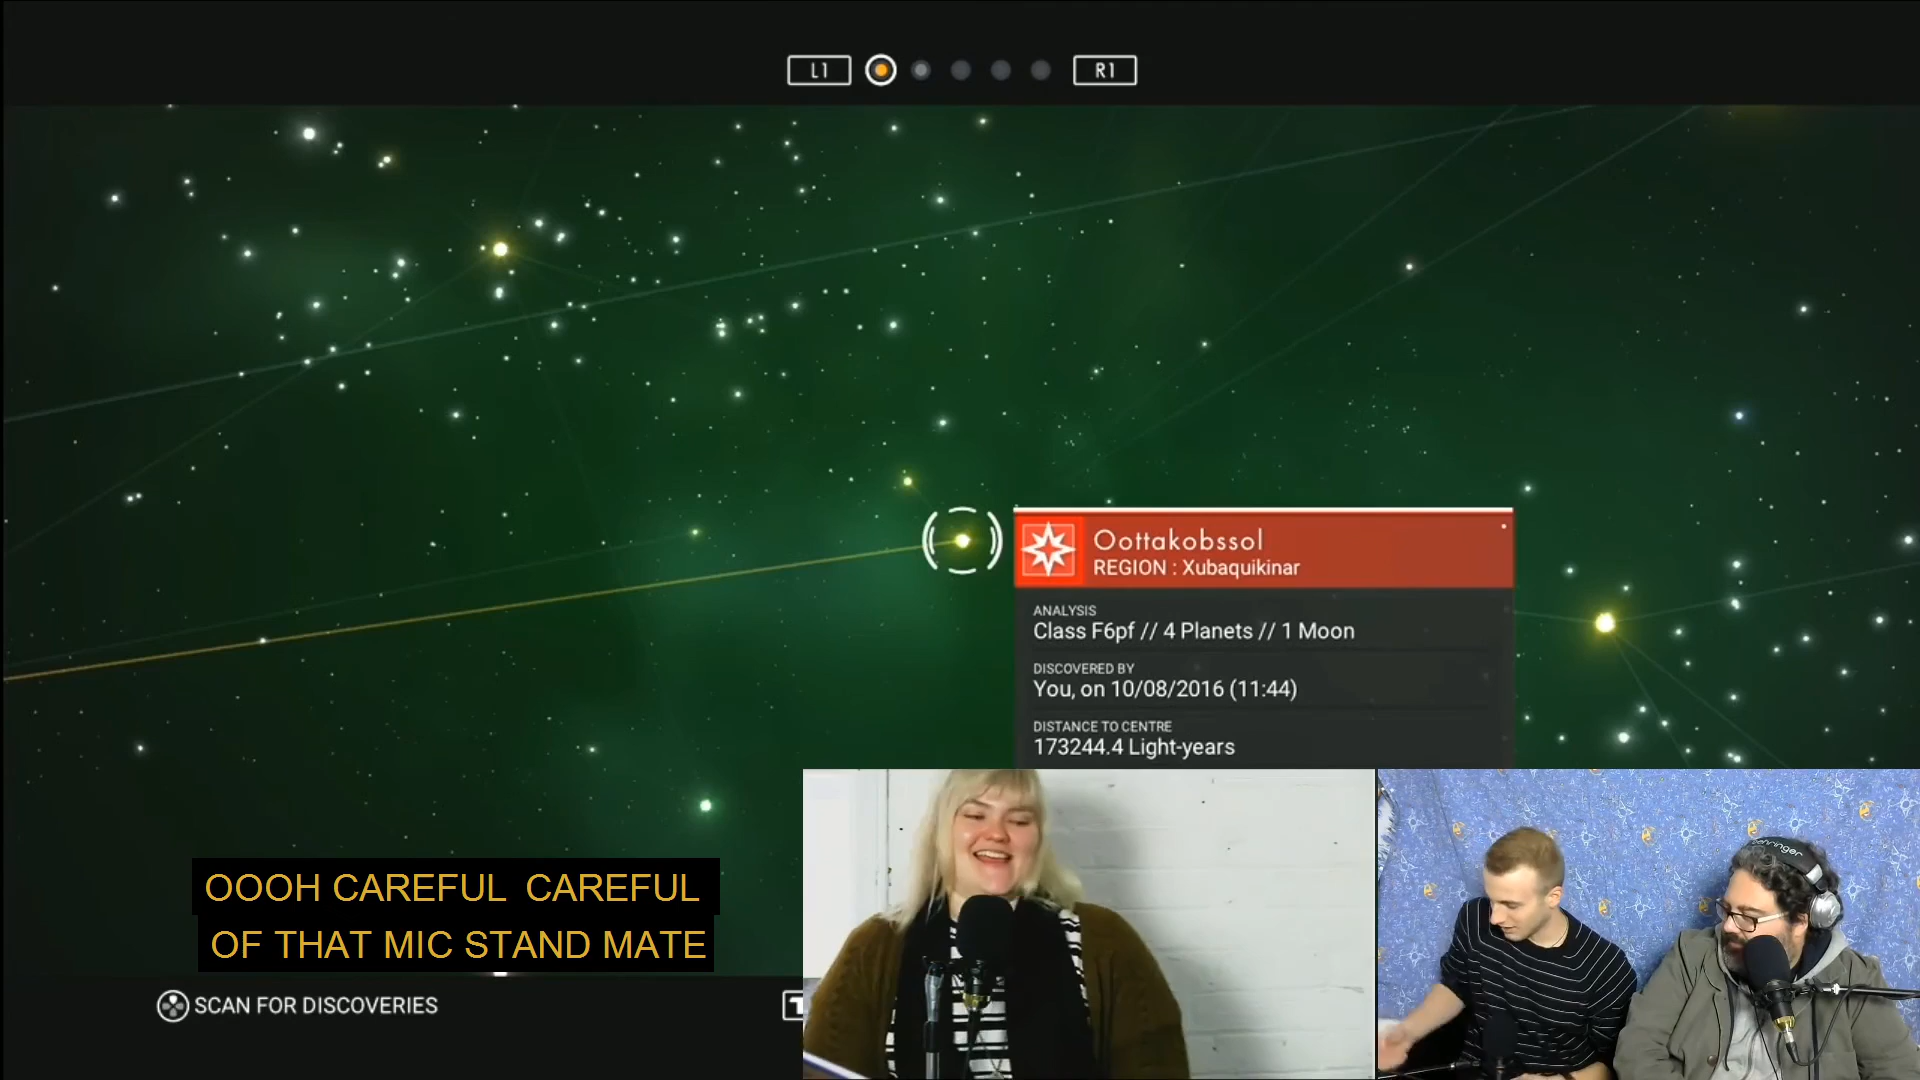 L1
R1
Oottakobssol
REGION : Xubaquikinar
ANALYSIS
Class F6pf // 4 Planets // 1 Moon
DISCOVERED BY
You, on 10/08/2016 (11:44)
DISTANCE TO CENTRE
173244.4 Light-years
behringer
OOOH CAREFUL CAREFUL
OF THAT MIC STAND MATE
SCAN FOR DISCOVERIES